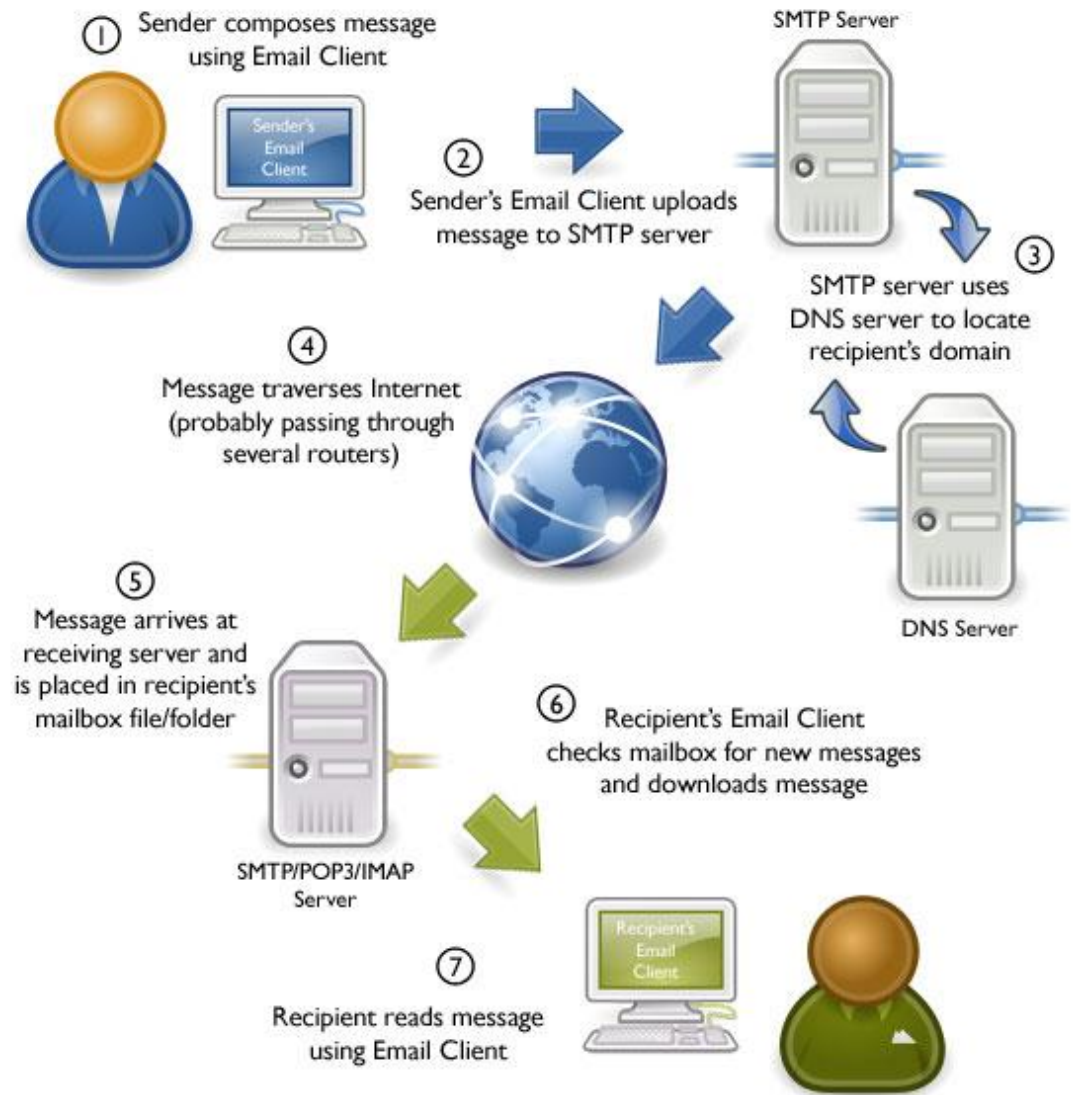 ①
Sender composes message
using Email Client
Sender's
Email
Client
②
Sender's Email Client uploads
message to SMTP server
SMTP Server
③
SMTP server uses
DNS server to locate
recipient's domain
DNS Server
④
Message traverses Internet
(probably passing through
several routers)
⑤
Message arrives at
receiving server and
is placed in recipient's
mailbox file/folder
SMTP/POP3/IMAP
Server
⑥
Recipient's Email Client
checks mailbox for new messages
and downloads message
Recipient's
Email
Client
⑦
Recipient reads message
using Email Client